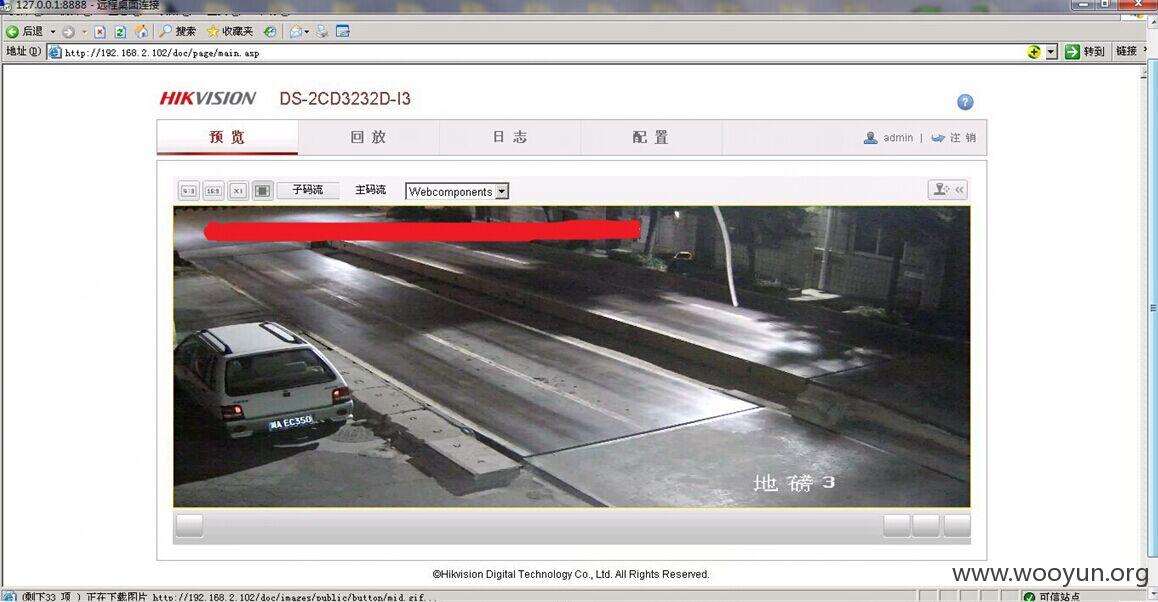 127.0.0.1:8888 - 远程桌面连接
后退 搜索 收藏夹
地址(D) http://192.168.2.102/doc/page/main.asp 转到 链接
HIKVISION DS-2CD3232D-I3
预览 回放 日志 配置 admin | 注销
4:3 16:9 X1 子码流 主码流 Webcomponents
地磅 3
©Hikvision Digital Technology Co., Ltd. All Rights Reserved.
www.wooyun.org
(剩下33 项) 正在下载图片 http://192.168.2.102/doc/images/public/button/mid.gif... 可信站点